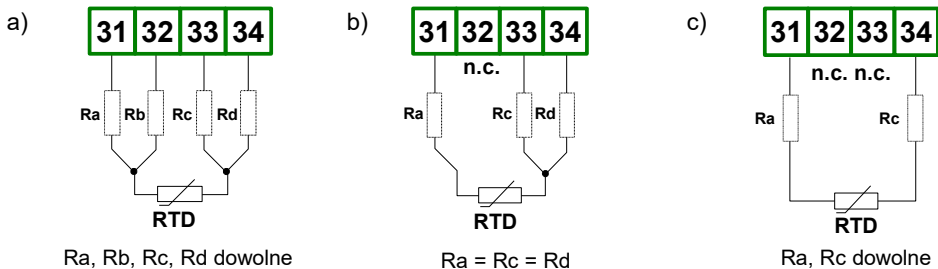 a)
31 32 33 34
Ra Rb Rc Rd
RTD
Ra, Rb, Rc, Rd dowolne
b)
31 32 33 34
n.c.
Ra Rc Rd
RTD
Ra = Rc = Rd
c)
31 32 33 34
n.c. n.c.
Ra Rc
RTD
Ra, Rc dowolne